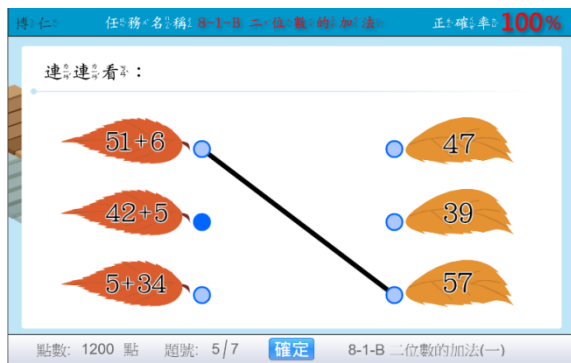 博仁 任務名稱 8-1-B 二位數的加法 正確率 100%
連連看：
51+6 47
42+5 39
5+34 57
點數: 1200 點 題號: 5/7 確定 8-1-B 二位數的加法(一)